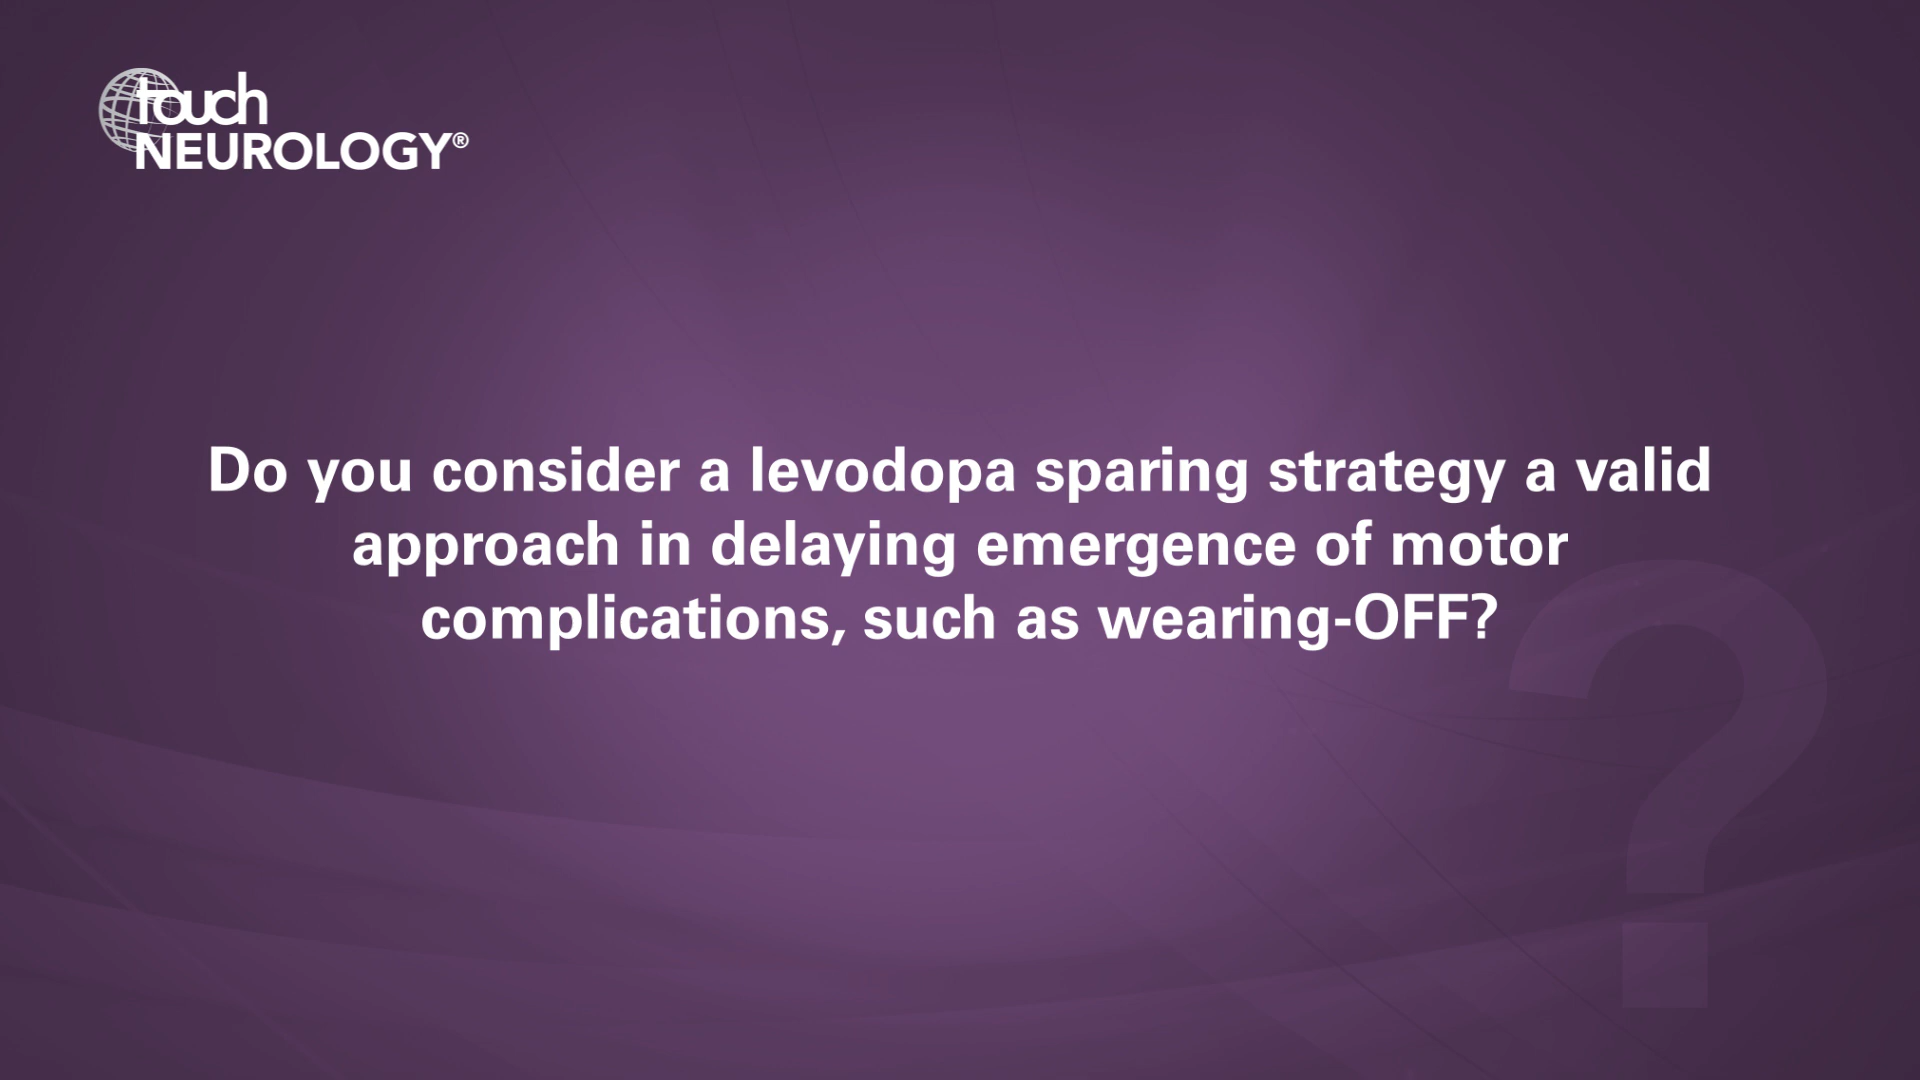 touch
NEUROLOGY®
Do you consider a levodopa sparing strategy a valid
approach in delaying emergence of motor
complications, such as wearing-OFF?